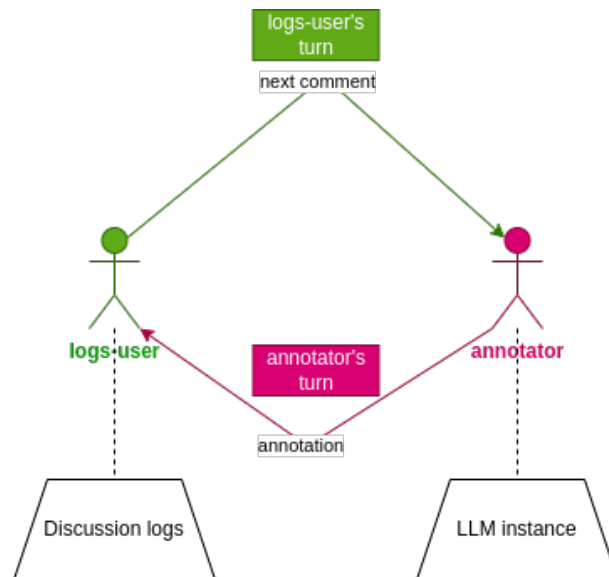 logs-user's
turn
next comment
logs-user
annotator
annotator's
turn
annotation
Discussion logs
LLM instance